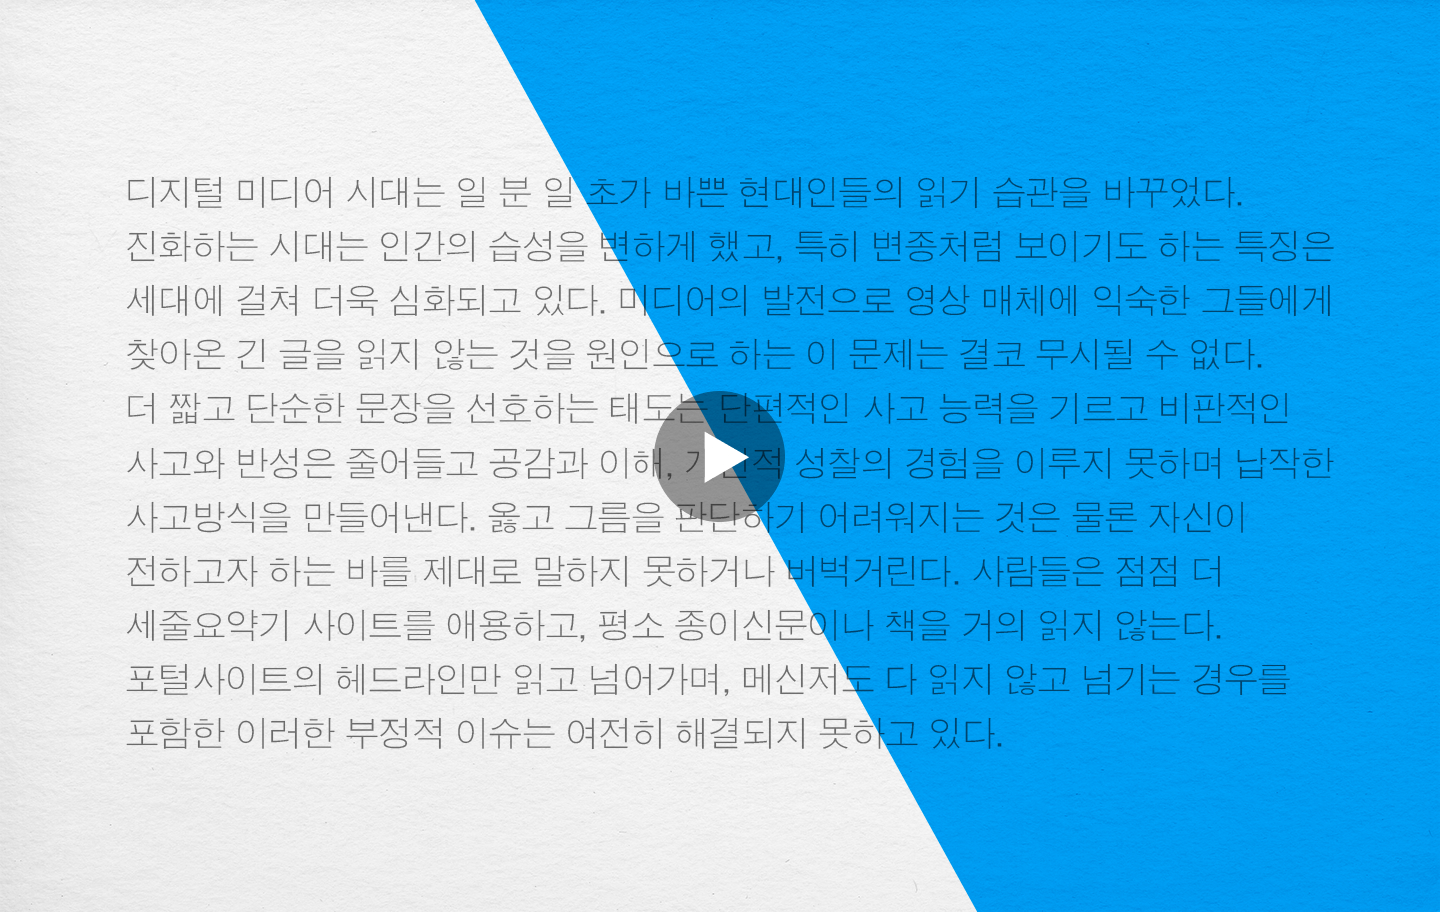 디지털 미디어 시대는 일 분 일 초가 바쁜 현대인들의 읽기 습관을 바꾸었다.
진화하는 시대는 인간의 습성을 변하게 했고, 특히 변종처럼 보이기도 하는 특징은
세대에 걸쳐 더욱 심화되고 있다. 미디어의 발전으로 영상 매체에 익숙한 그들에게
찾아온 긴 글을 읽지 않는 것을 원인으로 하는 이 문제는 결코 무시될 수 없다.
더 짧고 단순한 문장을 선호하는 태도는 단편적인 사고 능력을 기르고 비판적인
사고와 반성은 줄어들고 공감과 이해, 성찰의 경험을 이루지 못하며 납작한
사고방식을 만들어낸다. 옳고 그름을 판단하기 어려워지는 것은 물론 자신이
전하고자 하는 바를 제대로 말하지 못하거나 버벅거린다. 사람들은 점점 더
세줄요약기 사이트를 애용하고, 평소 종이신문이나 책을 거의 읽지 않는다.
포털사이트의 헤드라인만 읽고 넘어가며, 메신저도 다 읽지 않고 넘기는 경우를
포함한 이러한 부정적 이슈는 여전히 해결되지 못하고 있다.